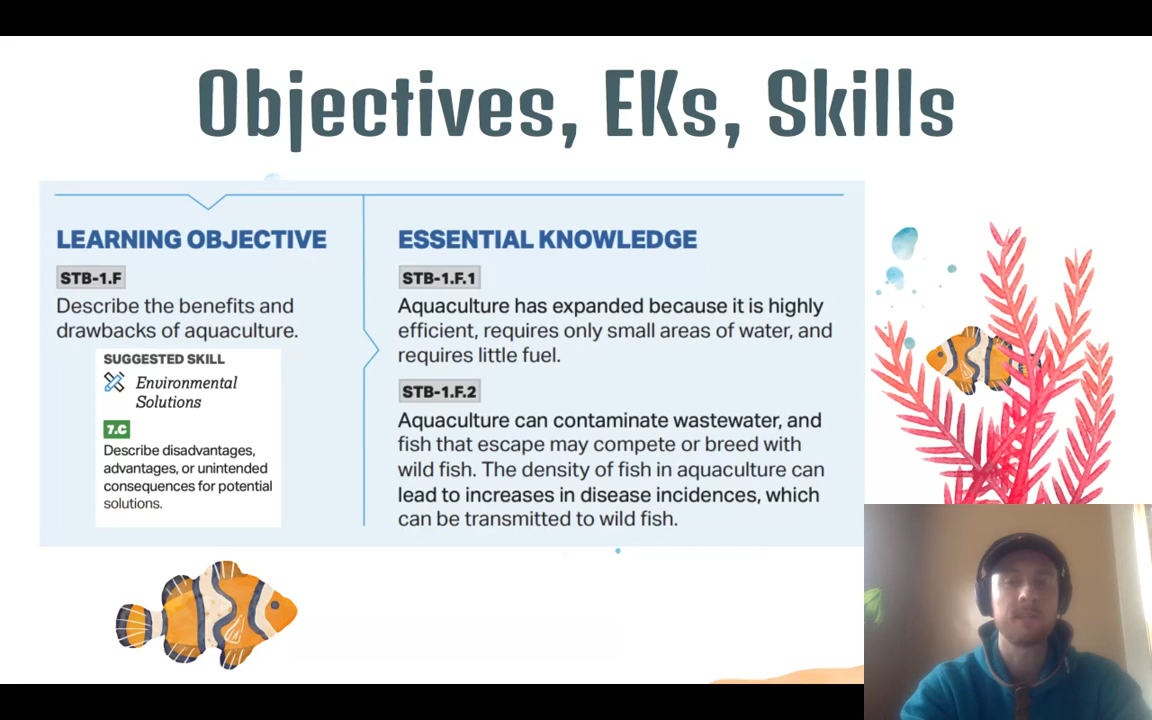 Objectives, EKs, Skills
LEARNING OBJECTIVE
STB-1.F
Describe the benefits and
drawbacks of aquaculture.
SUGGESTED SKILL
Environmental
Solutions
7.C
Describe disadvantages,
advantages, or unintended
consequences for potential
solutions.
ESSENTIAL KNOWLEDGE
STB-1.F.1
Aquaculture has expanded because it is highly
efficient, requires only small areas of water, and
requires little fuel.
STB-1.F.2
Aquaculture can contaminate wastewater, and
fish that escape may compete or breed with
wild fish. The density of fish in aquaculture can
lead to increases in disease incidences, which
can be transmitted to wild fish.